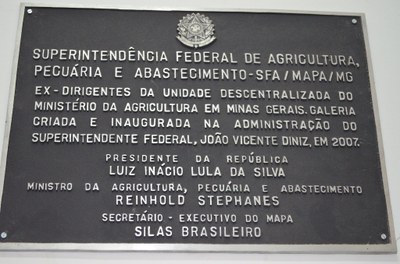 SUPERINTENDÊNCIA FEDERAL DE AGRICULTURA,
PECUÁRIA E ABASTECIMENTO-SFA/MAPA/MG
EX-DIRIGENTES DA UNIDADE DESCENTRALIZADA DO
MINISTÉRIO DA AGRICULTURA EM MINAS GERAIS. GALERIA
CRIADA E INAUGURADA NA ADMINISTRAÇÃO DO
SUPERINTENDENTE FEDERAL, JOÃO VICENTE DINIZ, EM 2007.
PRESIDENTE DA REPÚBLICA
LUIZ INÁCIO LULA DA SILVA
MINISTRO DA AGRICULTURA, PECUÁRIA E ABASTECIMENTO
REINHOLD STEPHANES
SECRETÁRIO-EXECUTIVO DO MAPA
SILAS BRASILEIRO